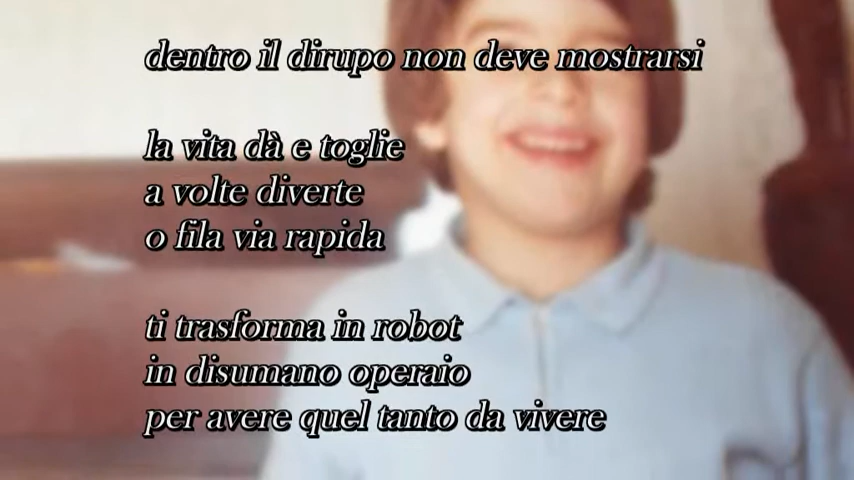 dentro il dirupo non deve mostrarsi
la vita dà e toglie
a volte diverte
o fila via rapida
ti trasforma in robot
in disumano operaio
per avere quel tanto da vivere